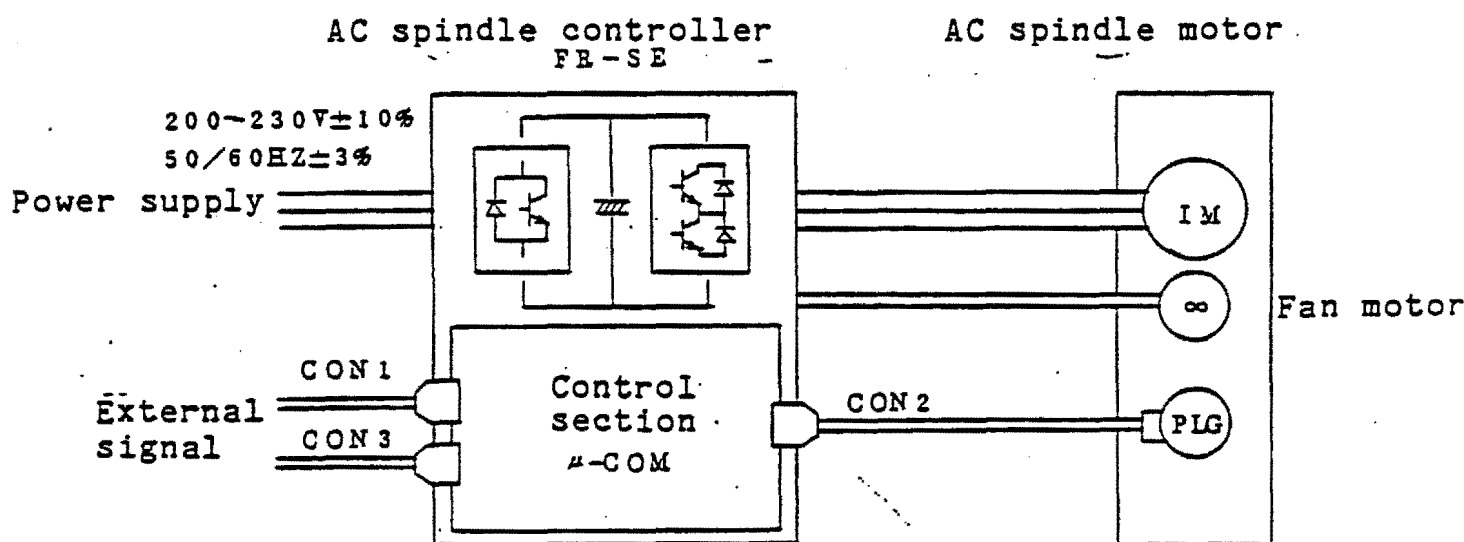 AC spindle controller
FR-SE
AC spindle motor
200~230V±10%
50/60HZ±3%
Power supply
IM
∞
Fan motor
CON1
External
signal
CON3
Control
section
μ-COM
CON2
PLG